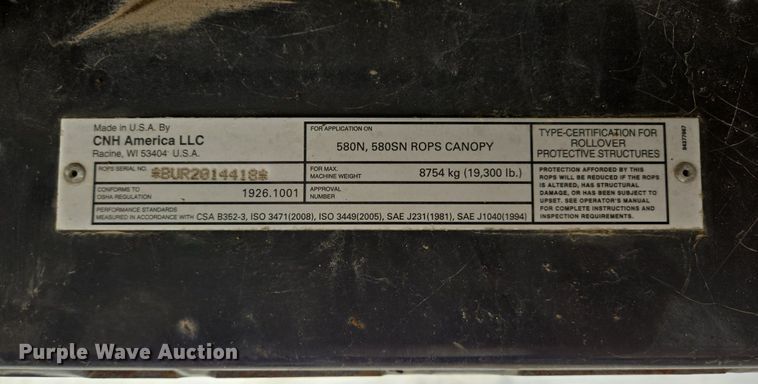 Made in U.S.A. By
CNH America LLC
Racine, WI 53404 U.S.A.
ROPS SERIAL NO. *BUR2014418*
CONFORMS TO
OSHA REGULATION 1926.1001
FOR APPLICATION ON
580N, 580SN ROPS CANOPY
FOR MAX.
MACHINE WEIGHT 8754 kg (19,300 lb.)
APPROVAL
NUMBER
PERFORMANCE STANDARDS
MEASURED IN ACCORDANCE WITH CSA B352-3, ISO 3471(2008), ISO 3449(2005), SAE J231(1981), SAE J1040(1994)
TYPE-CERTIFICATION FOR
ROLLOVER
PROTECTIVE STRUCTURES
PROTECTION AFFORDED BY THIS
ROPS WILL BE REDUCED IF THE ROPS
IS ALTERED, HAS STRUCTURAL
DAMAGE, OR HAS BEEN SUBJECT TO
UPSET. SEE OPERATOR'S MANUAL
FOR COMPLETE INSTRUCTIONS AND
INSPECTION REQUIREMENTS.
84377967
Purple Wave Auction